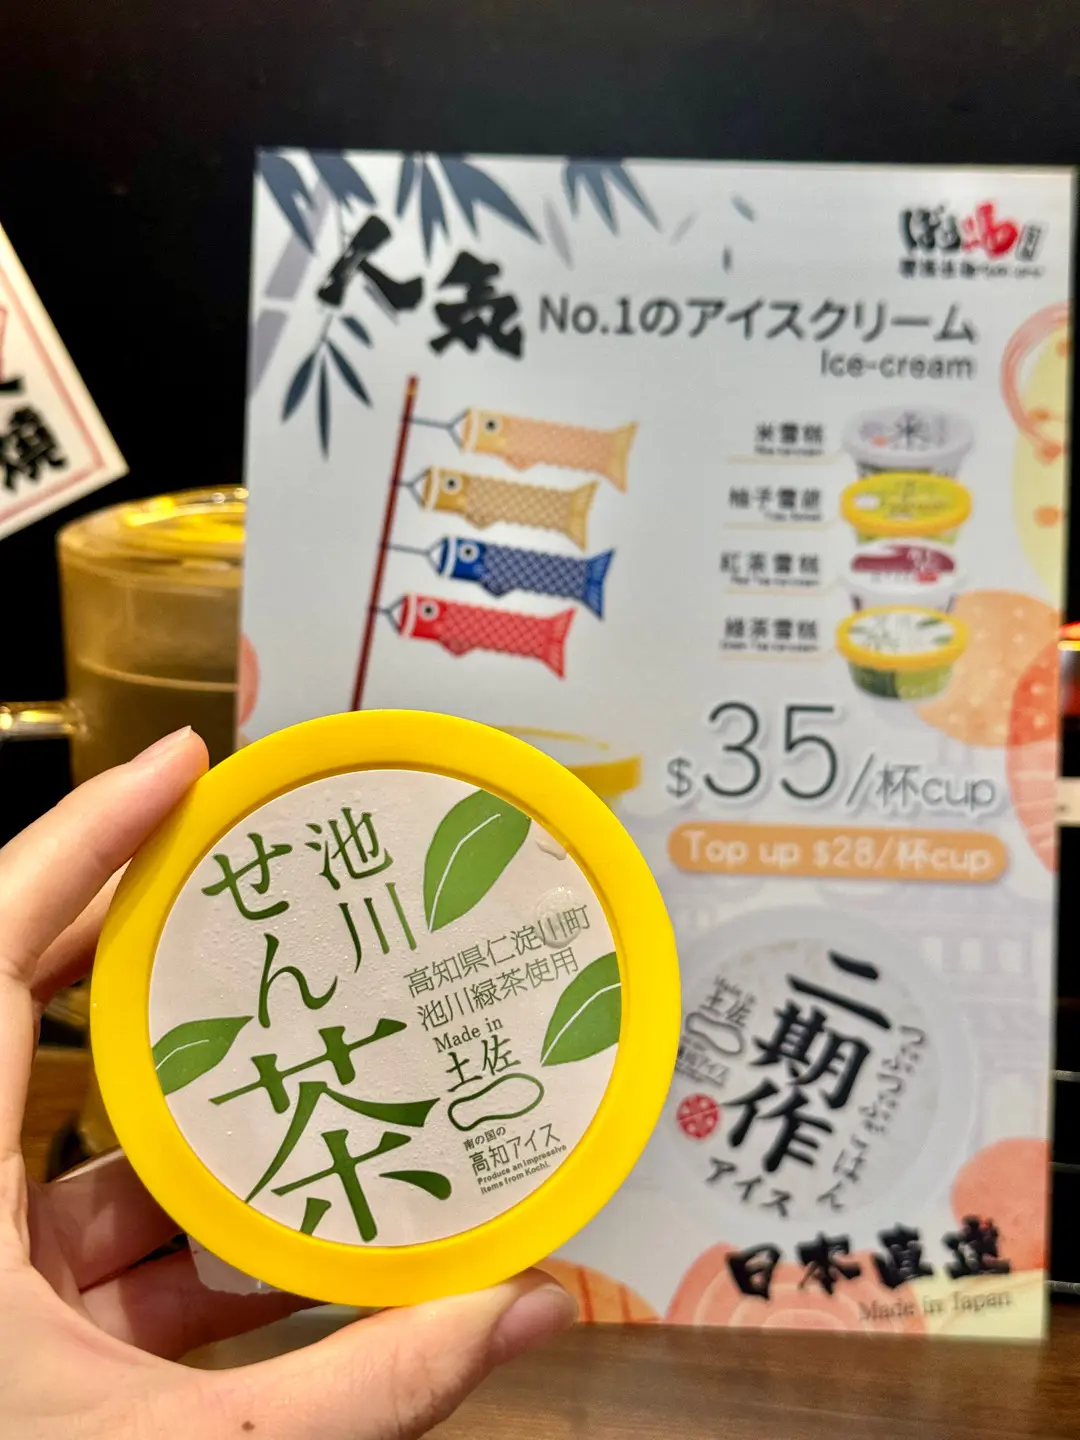 人気
No.1のアイスクリーム
Ice-cream
米雪糕
柚子雪葩
紅茶雪糕
綠茶雪糕
$35/杯cup
Top up $28/杯cup
池川
せん
茶
高知県仁淀川町
池川緑茶使用
Made in
土佐
南の国の
高知アイス
Produce an Impressive
Items from Kochi.
土佐
二期作
アイス
日本直送
Made in Japan
燒